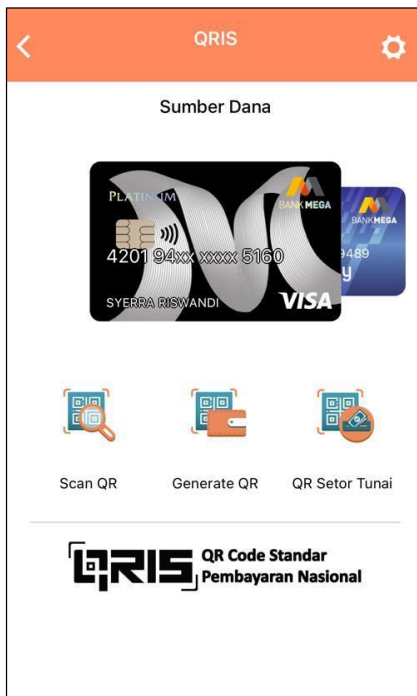 QRIS
Sumber Dana
PLATINUM
BANK MEGA
BANK MEGA
4201 94xx xxxx 5160
9489
y
SYERRA RISWANDI
VISA
Scan QR
Generate QR
QR Setor Tunai
QRIS
QR Code Standar
Pembayaran Nasional